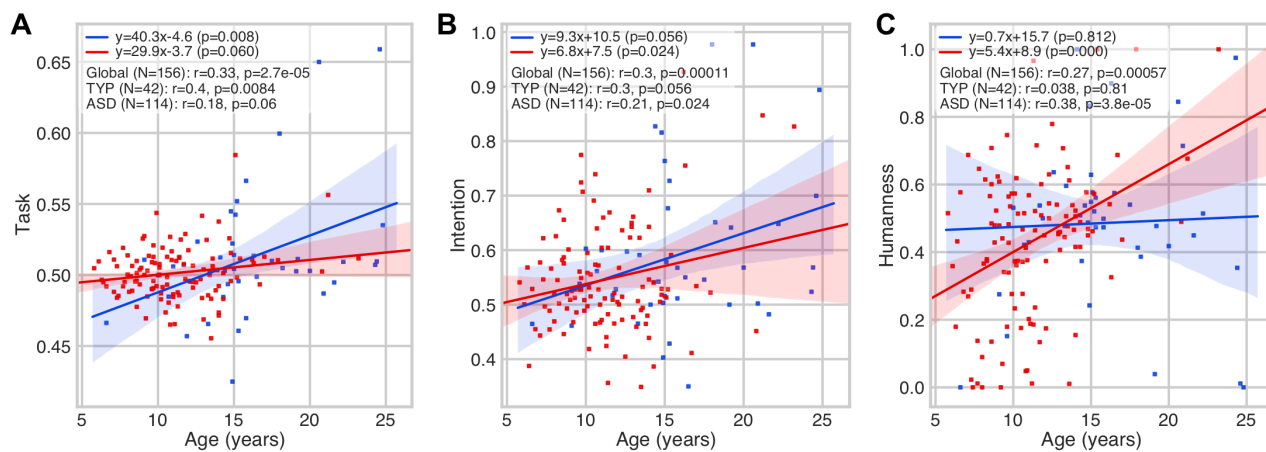 A
y=40.3x-4.6 (p=0.008)
y=29.9x-3.7 (p=0.060)
Global (N=156): r=0.33, p=2.7e-05
TYP (N=42): r=0.4, p=0.0084
ASD (N=114): r=0.18, p=0.06
Task
0.65
0.60
0.55
0.50
0.45
5 10 15 20 25
Age (years)
B
y=9.3x+10.5 (p=0.056)
y=6.8x+7.5 (p=0.024)
Global (N=156): r=0.3, p=0.00011
TYP (N=42): r=0.3, p=0.056
ASD (N=114): r=0.21, p=0.024
Intention
1.0
0.9
0.8
0.7
0.6
0.5
0.4
5 10 15 20 25
Age (years)
C
y=0.7x+15.7 (p=0.812)
y=5.4x+8.9 (p=0.000)
Global (N=156): r=0.27, p=0.00057
TYP (N=42): r=0.038, p=0.81
ASD (N=114): r=0.38, p=3.8e-05
Humanness
1.0
0.8
0.6
0.4
0.2
0.0
5 10 15 20 25
Age (years)